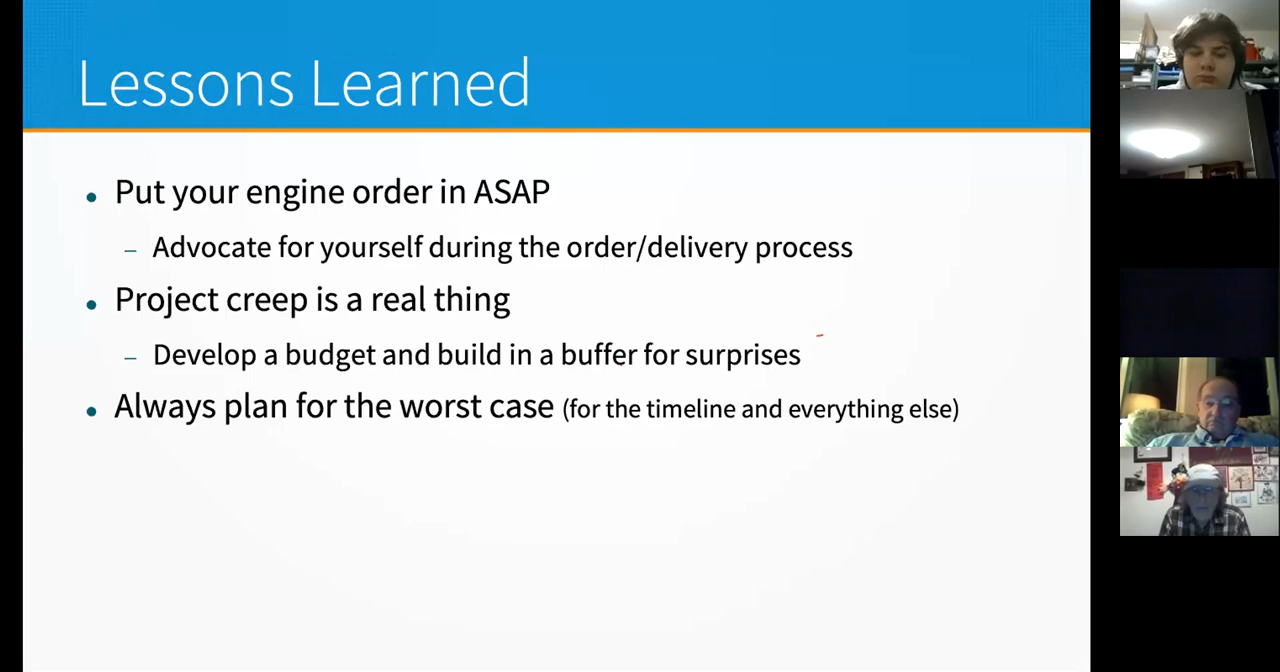 Lessons Learned
Put your engine order in ASAP
– Advocate for yourself during the order/delivery process
Project creep is a real thing
– Develop a budget and build in a buffer for surprises
Always plan for the worst case (for the timeline and everything else)